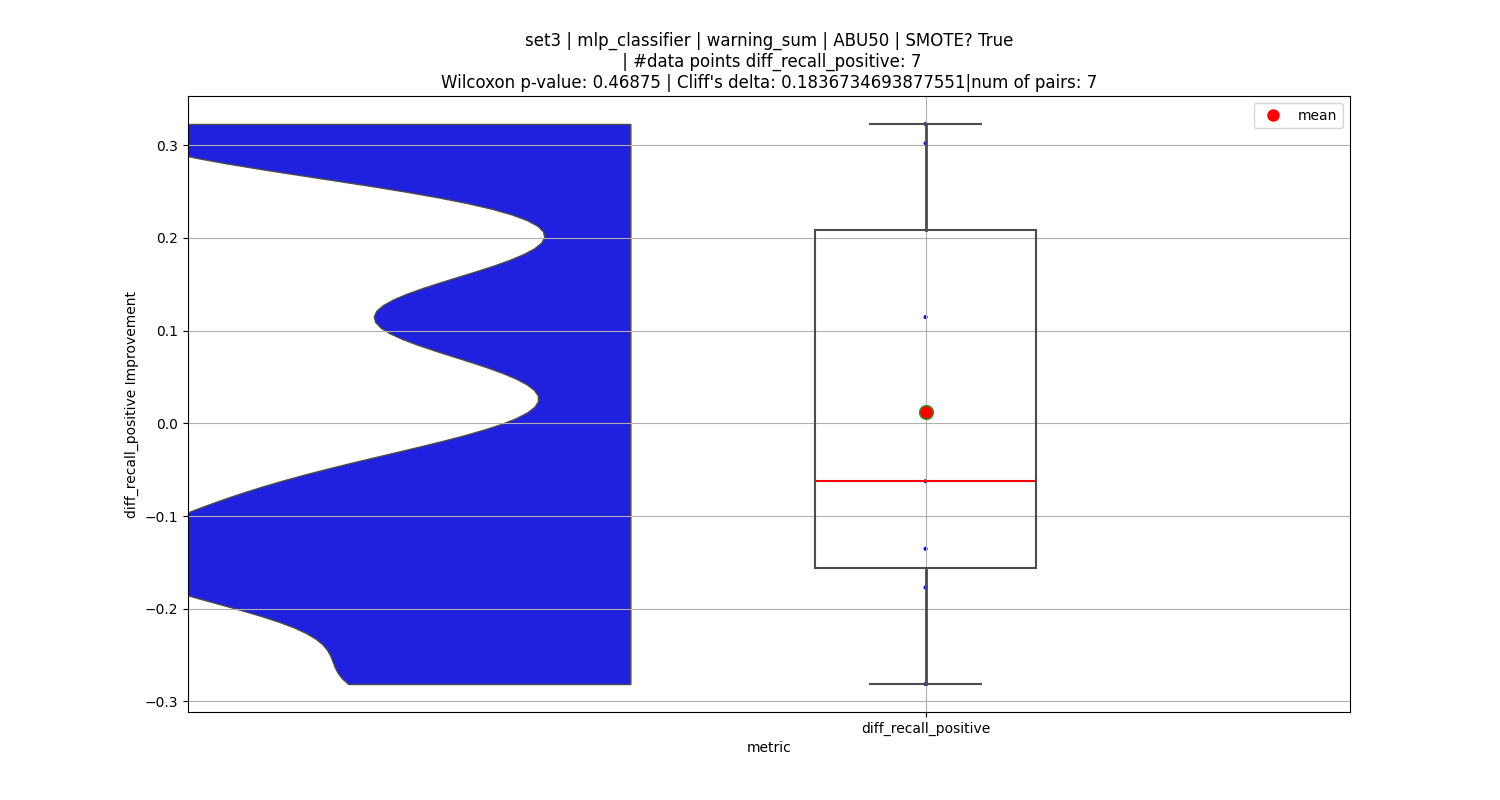 set3 | mlp_classifier | warning_sum | ABU50 | SMOTE? True
| #data points diff_recall_positive: 7
Wilcoxon p-value: 0.46875 | Cliff's delta: 0.1836734693877551|num of pairs: 7
mean
0.3
0.2
0.1
0.0
−0.1
−0.2
−0.3
diff_recall_positive Improvement
diff_recall_positive
metric